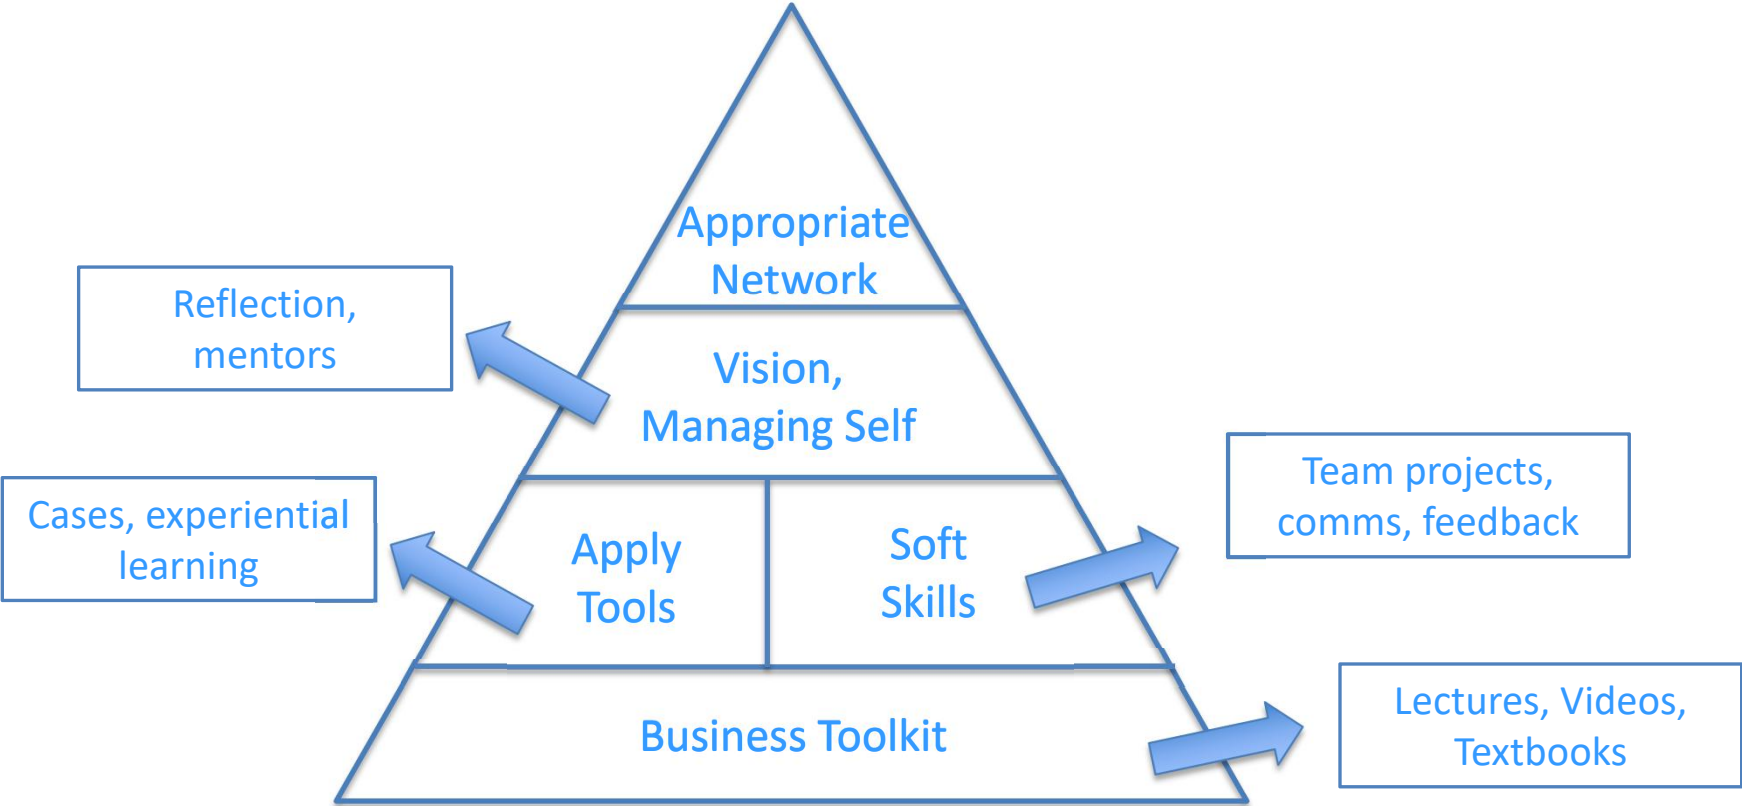 Appropriate
Network
Reflection,
mentors
Vision,
Managing Self
Cases, experiential
learning
Apply
Tools
Soft
Skills
Team projects,
comms, feedback
Business Toolkit
Lectures, Videos,
Textbooks